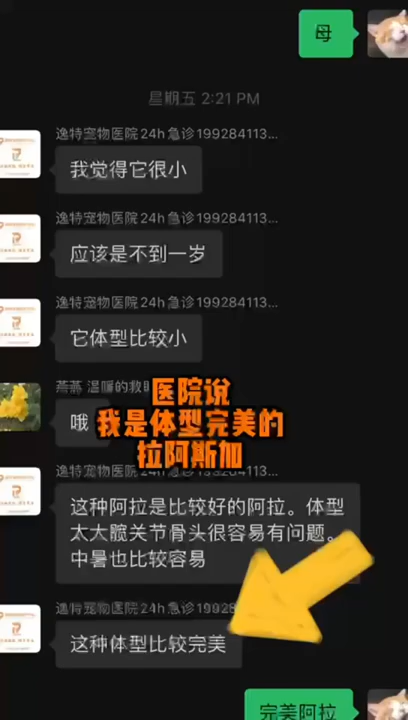 母
星期五 2:21 PM
逸特宠物医院24h急诊199284113...
我觉得它很小
逸特宠物医院24h急诊199284113...
应该是不到一岁
逸特宠物医院24h急诊199284113...
它体型比较小
燕燕 温暖的救
医院说
哦
我是体型完美的
拉阿斯加
逸特宠物医院24h急诊199284113...
这种阿拉是比较好的阿拉。体型
太大髋关节骨头很容易有问题。
中暑也比较容易
逸特宠物医院24h急诊19928
这种体型比较完美
完美阿拉